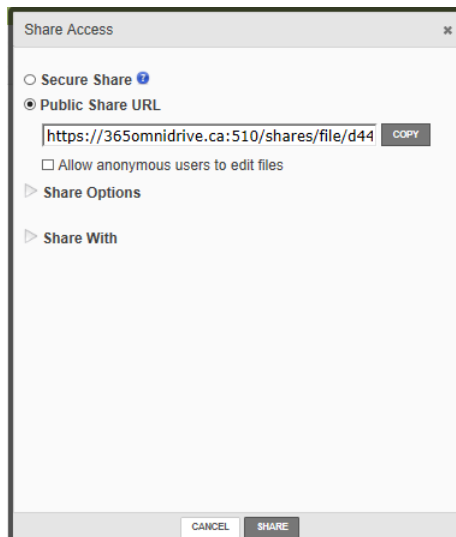 Share Access
Secure Share ?
Public Share URL
https://365omnidrive.ca:510/shares/file/d44 COPY
Allow anonymous users to edit files
Share Options
Share With
CANCEL SHARE